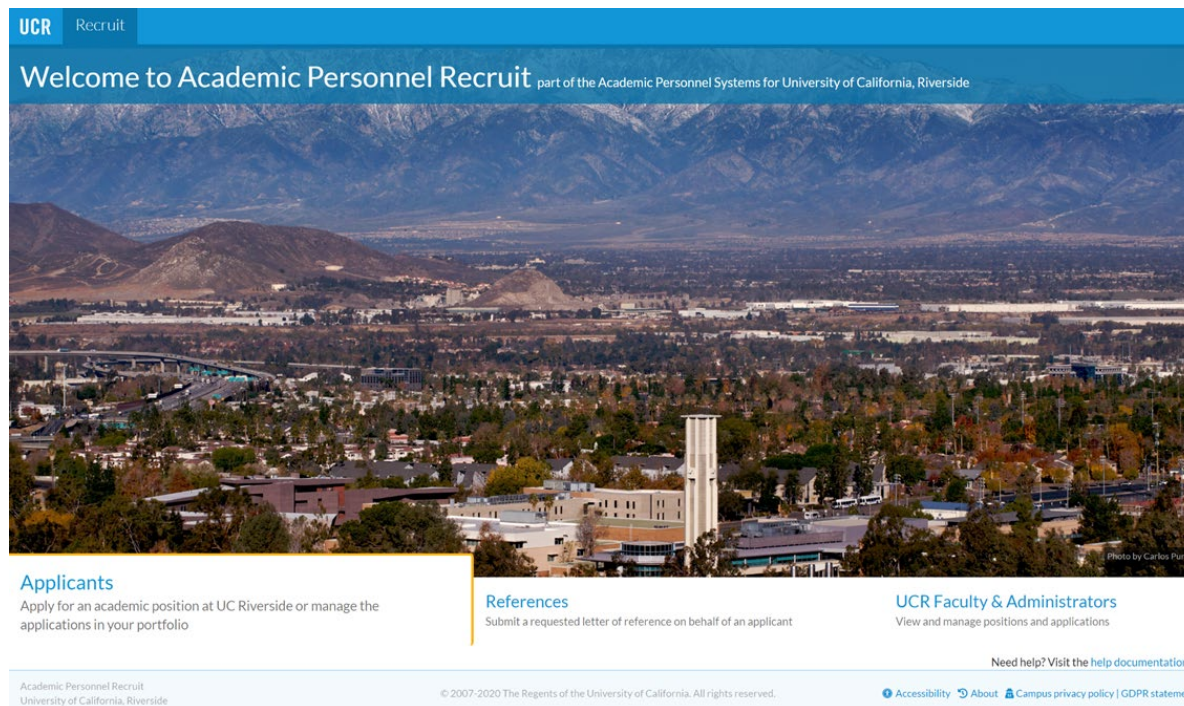 UCR Recruit
Welcome to Academic Personnel Recruit part of the Academic Personnel Systems for University of California, Riverside
Photo by Carlos
Applicants
Apply for an academic position at UC Riverside or manage the
applications in your portfolio
References
Submit a requested letter of reference on behalf of an applicant
UCR Faculty & Administrators
View and manage positions and applications
Need help? Visit the help documentation
Academic Personnel Recruit
University of California, Riverside
© 2007-2020 The Regents of the University of California. All rights reserved.
Accessibility About Campus privacy policy | GDPR